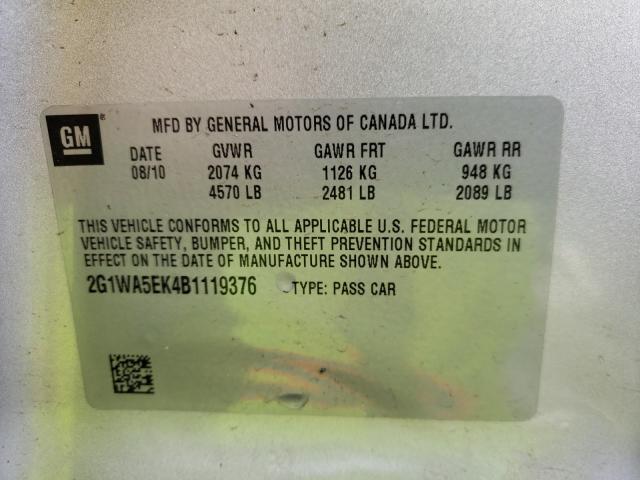 GM®
MFD BY GENERAL MOTORS OF CANADA LTD.
DATE GVWR GAWR FRT GAWR RR
08/10 2074 KG 1126 KG 948 KG
4570 LB 2481 LB 2089 LB
THIS VEHICLE CONFORMS TO ALL APPLICABLE U.S. FEDERAL MOTOR
VEHICLE SAFETY, BUMPER, AND THEFT PREVENTION STANDARDS IN
EFFECT ON THE DATE OF MANUFACTURE SHOWN ABOVE.
2G1WA5EK4B1119376 TYPE: PASS CAR